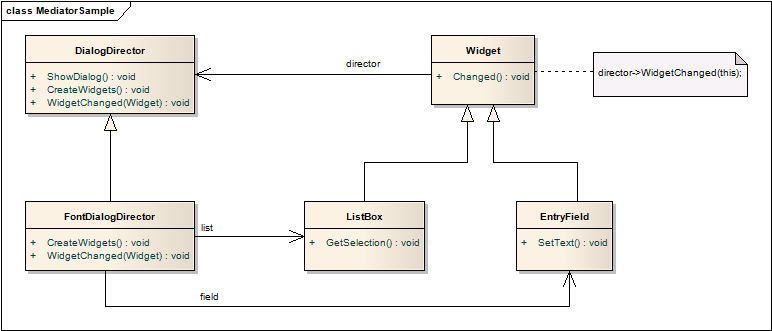 class MediatorSample
DialogDirector
+ ShowDialog() : void
+ CreateWidgets() : void
+ WidgetChanged(Widget) : void
director
Widget
+ Changed() : void
director->WidgetChanged(this);
FontDialogDirector
+ CreateWidgets() : void
+ WidgetChanged(Widget) : void
list
ListBox
+ GetSelection() : void
EntryField
+ SetText() : void
field